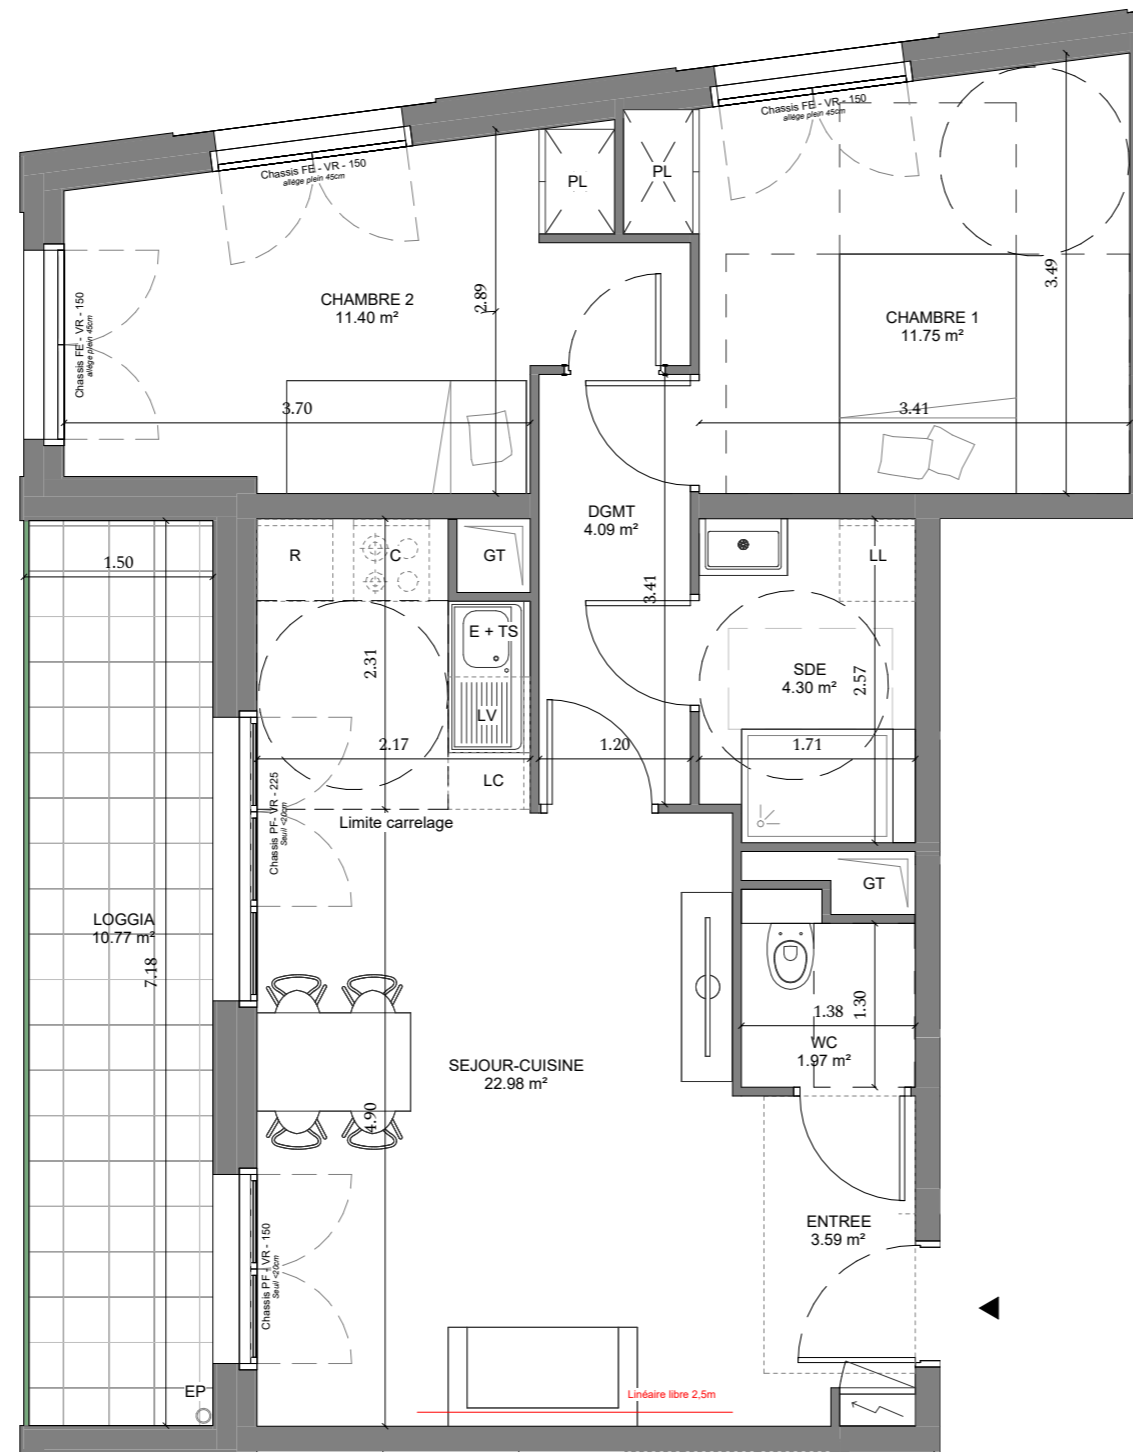 Chassis FE - VR - 150
allège plein 45cm
Chassis FE - VR - 150
allège plein 45cm
PL
PL
CHAMBRE 2
11.40 m²
2.89
3.49
CHAMBRE 1
11.75 m²
Chassis FE - VR - 150
allège plein 45cm
3.70
3.41
DGMT
4.09 m²
1.50
R
C
GT
LL
3.41
E + TS
2.31
SDE
4.30 m²
2.57
LV
2.17
1.20
1.71
LC
Chassis PF - VR - 225
Seuil <20cm
Limite carrelage
GT
LOGGIA
10.77 m²
7.18
1.38
1.30
WC
1.97 m²
SEJOUR-CUISINE
22.98 m²
4.90
ENTREE
3.59 m²
Chassis PF - VR - 150
Seuil <20cm
EP
Linéaire libre 2,5m